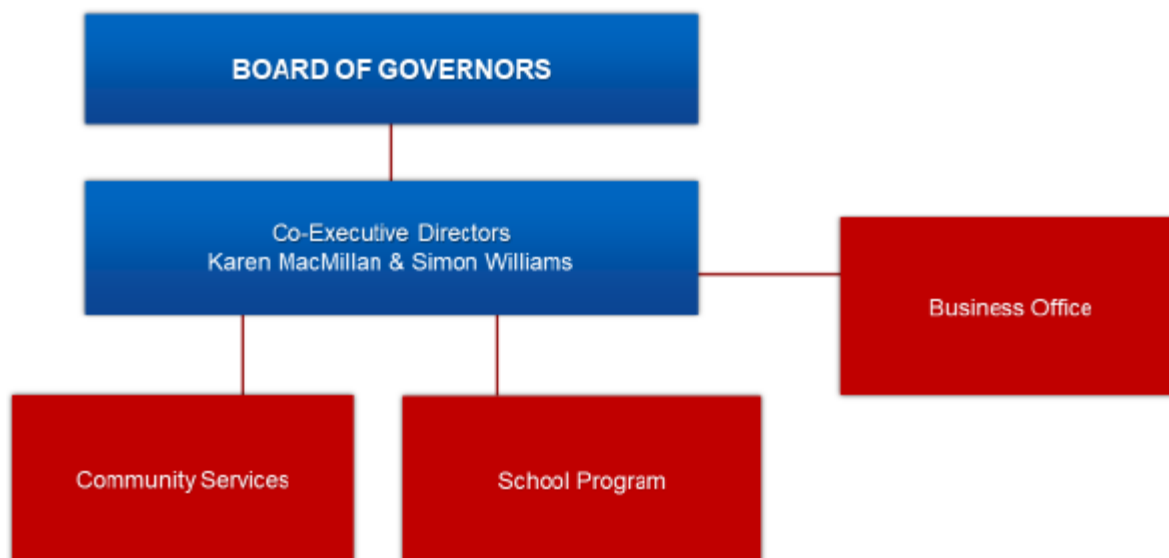 BOARD OF GOVERNORS
Co-Executive Directors
Karen MacMillan & Simon Williams
Business Office
Community Services
School Program